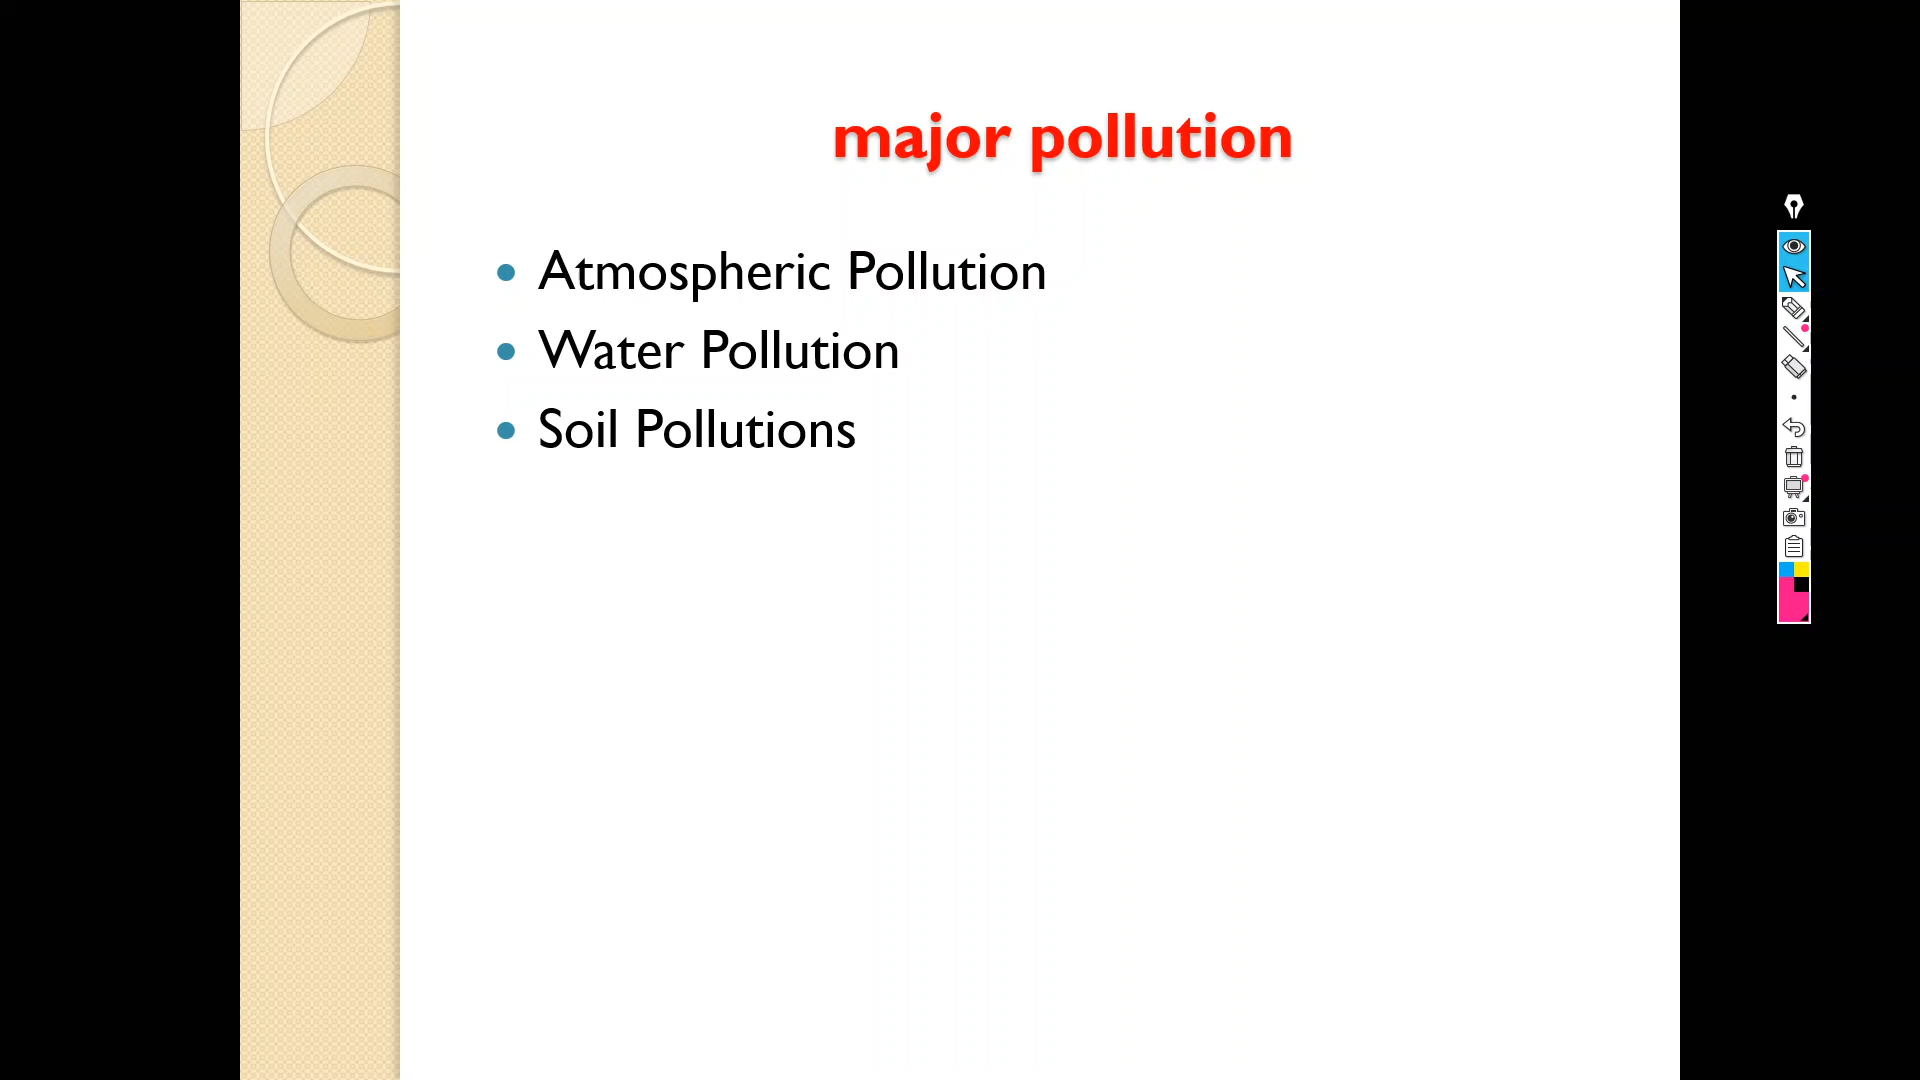 major pollution
• Atmospheric Pollution
• Water Pollution
• Soil Pollutions